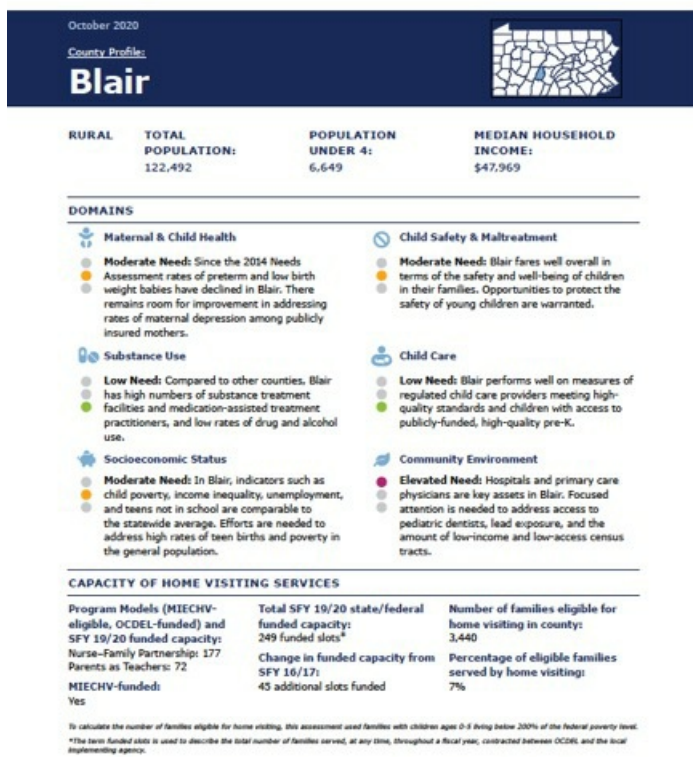 October 2020
County Profile:
Blair
RURAL
TOTAL
POPULATION:
122,492
POPULATION
UNDER 4:
6,649
MEDIAN HOUSEHOLD
INCOME:
$47,969
DOMAINS
Maternal & Child Health
Moderate Need: Since the 2014 Needs
Assessment rates of preterm and low birth
weight babies have declined in Blair. There
remains room for improvement in addressing
rates of maternal depression among publicly
insured mothers.
Child Safety & Maltreatment
Moderate Need: Blair fares well overall in
terms of the safety and well-being of children
in their families. Opportunities to protect the
safety of young children are warranted.
Substance Use
Low Need: Compared to other counties, Blair
has high numbers of substance treatment
facilities and medication-assisted treatment
practitioners, and low rates of drug and alcohol
use.
Child Care
Low Need: Blair performs well on measures of
regulated child care providers meeting high-
quality standards and children with access to
publicly-funded, high-quality pre-K.
Socioeconomic Status
Moderate Need: In Blair, indicators such as
child poverty, income inequality, unemployment,
and teens not in school are comparable to
the statewide average. Efforts are needed to
address high rates of teen births and poverty in
the general population.
Community Environment
Elevated Need: Hospitals and primary care
physicians are key assets in Blair. Focused
attention is needed to address access to
pediatric dentists, lead exposure, and the
amount of low-income and low-access census
tracts.
CAPACITY OF HOME VISITING SERVICES
Program Models (MIECHV-
eligible, OCDEL-funded) and
SFY 19/20 funded capacity:
Nurse–Family Partnership: 177
Parents as Teachers: 72
MIECHV-funded:
Yes
Total SFY 19/20 state/federal
funded capacity:
249 funded slots*
Change in funded capacity from
SFY 16/17:
45 additional slots funded
Number of families eligible for
home visiting in county:
3,440
Percentage of eligible families
served by home visiting:
7%
To calculate the number of families eligible for home visiting, this assessment used families with children ages 0-5 living below 200% of the federal poverty level.
*The term funded slots is used to describe the total number of families served, at any time, throughout a fiscal year, contracted between OCDEL and the local
implementing agency.